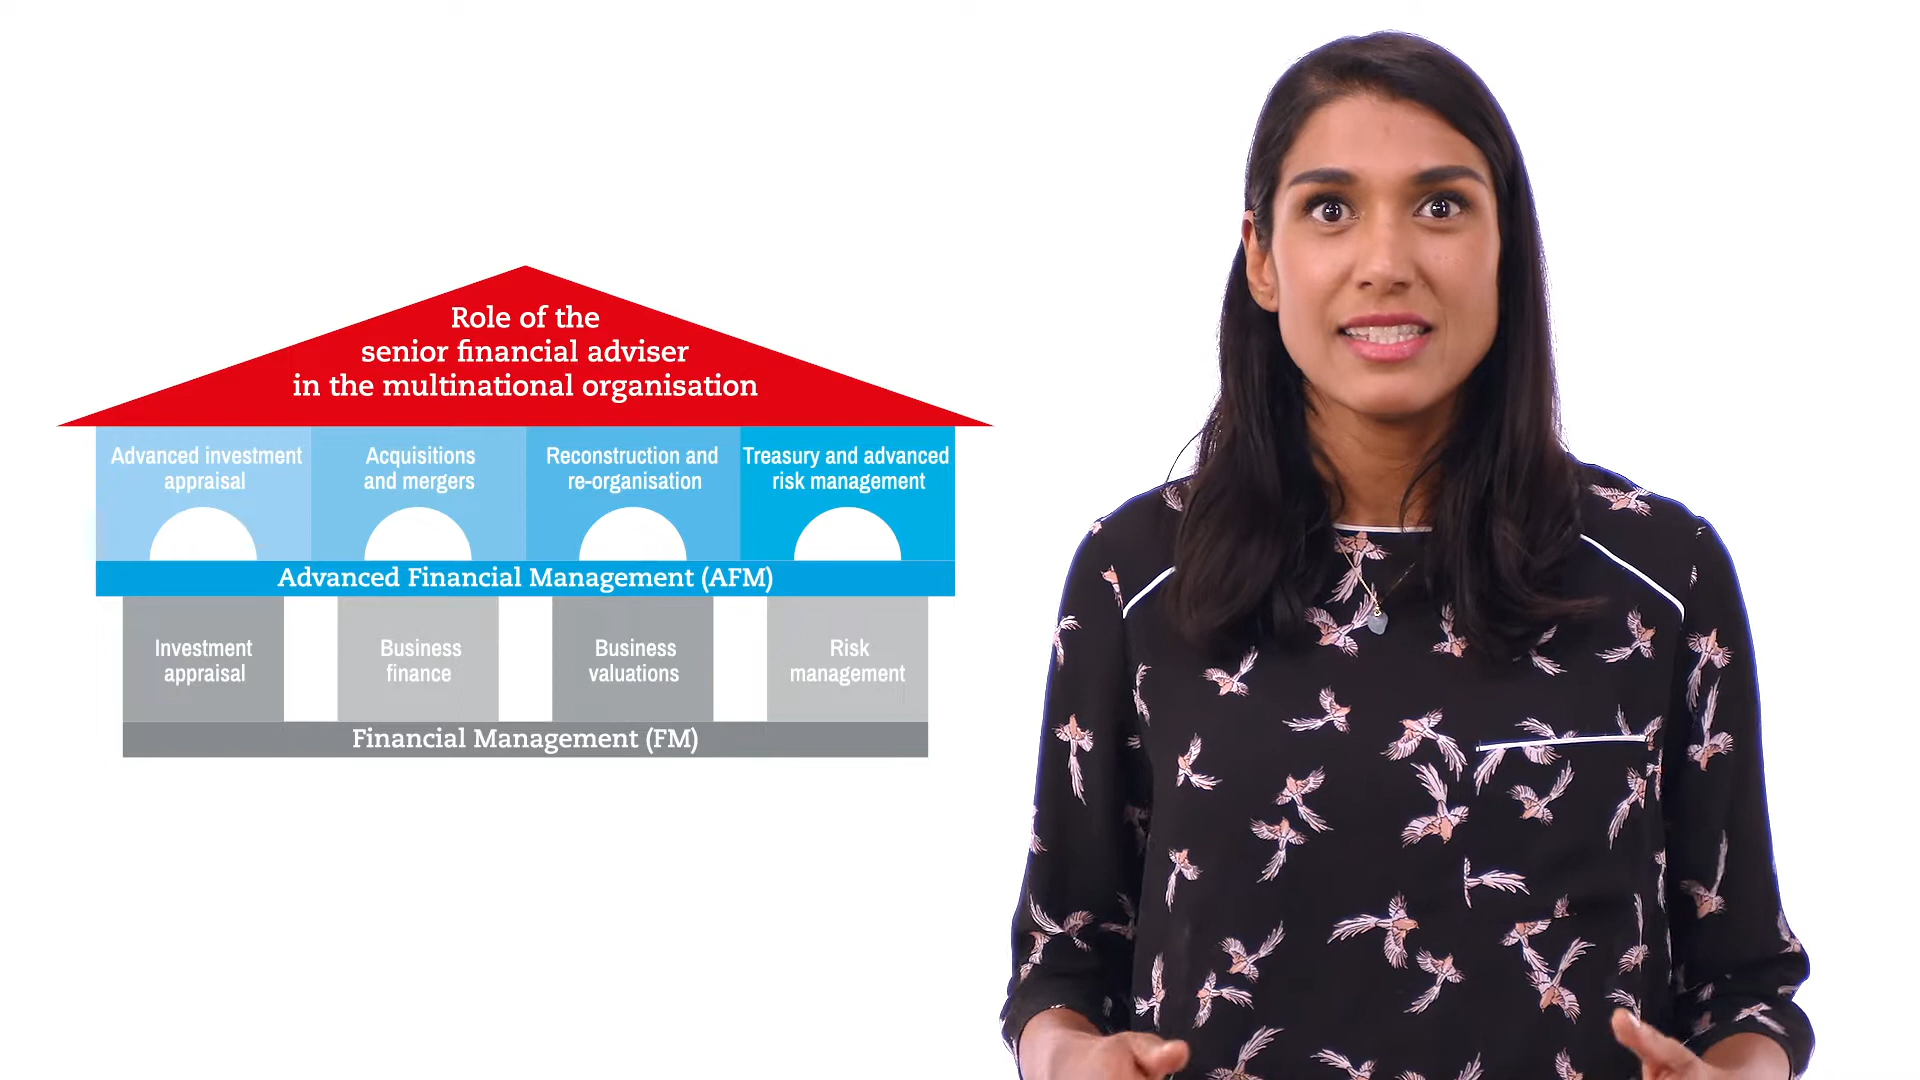 Role of the
senior financial adviser
in the multinational organisation
Advanced investment
appraisal
Acquisitions
and mergers
Reconstruction and
re-organisation
Treasury and advanced
risk management
Advanced Financial Management (AFM)
Investment
appraisal
Business
finance
Business
valuations
Risk
management
Financial Management (FM)